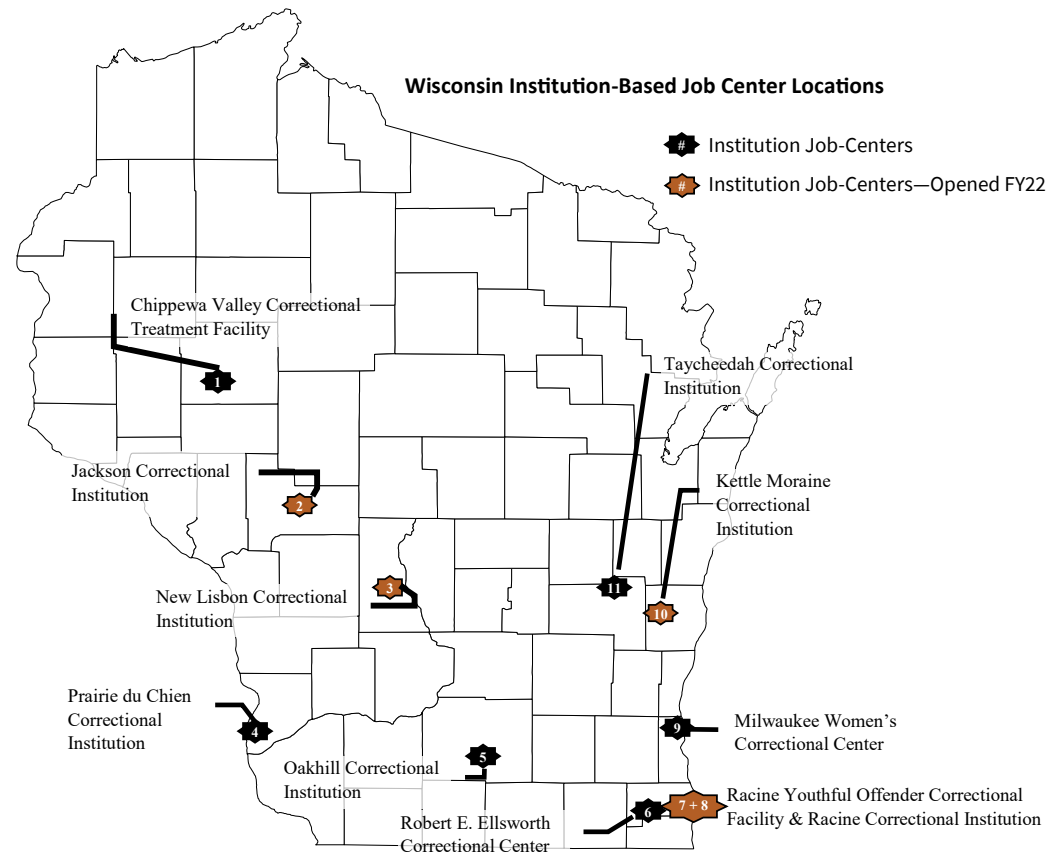 Wisconsin Institution-Based Job Center Locations
# Institution Job-Centers
# Institution Job-Centers—Opened FY22
Chippewa Valley Correctional
Treatment Facility
1
Taycheedah Correctional
Institution
Jackson Correctional
Institution
2
Kettle Moraine
Correctional
Institution
New Lisbon Correctional
Institution
3
11
10
Prairie du Chien
Correctional
Institution
4
9
Milwaukee Women’s
Correctional Center
Oakhill Correctional
Institution
5
Robert E. Ellsworth
Correctional Center
6
7 + 8
Racine Youthful Offender Correctional
Facility & Racine Correctional Institution